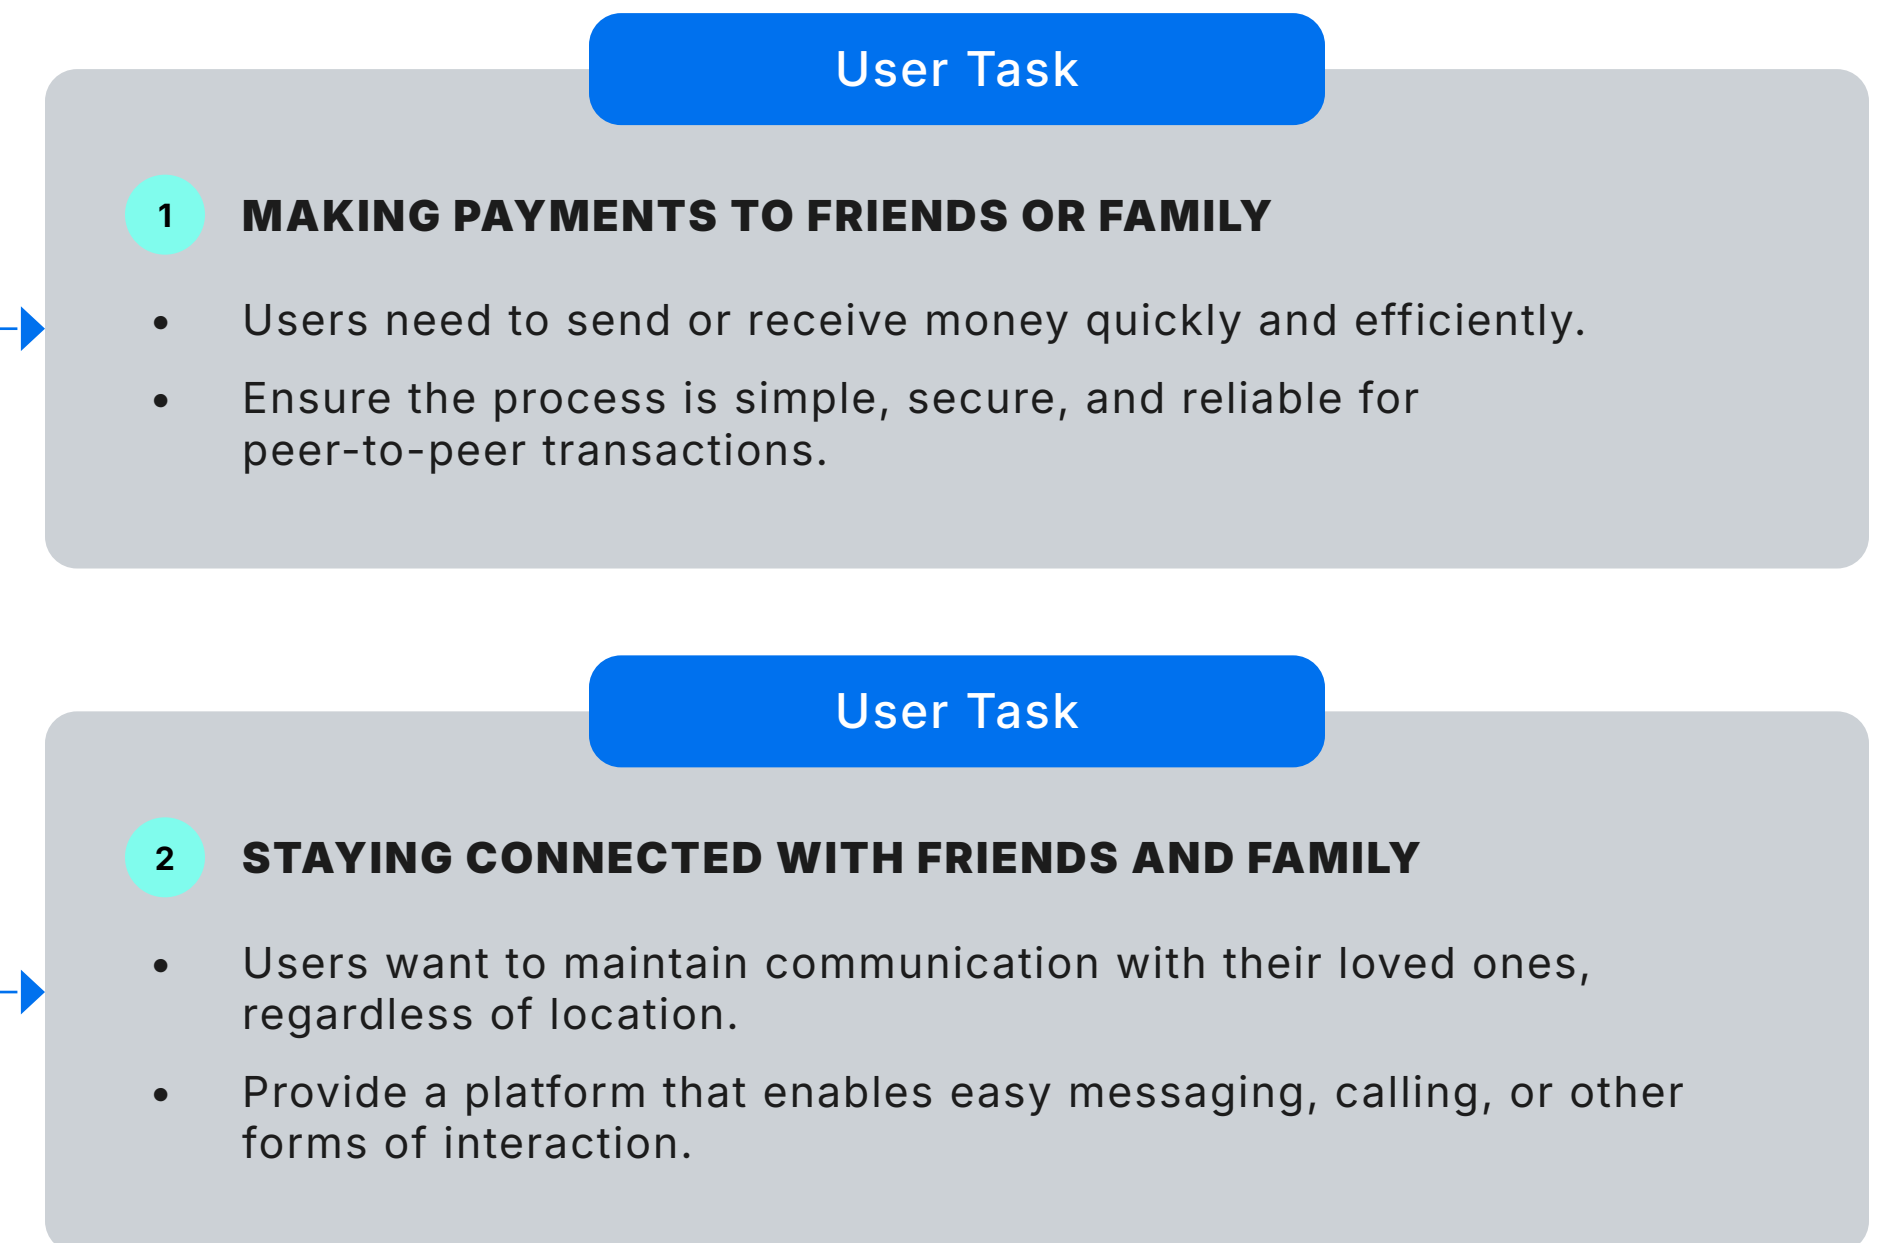 User Task
1 MAKING PAYMENTS TO FRIENDS OR FAMILY
• Users need to send or receive money quickly and efficiently.
• Ensure the process is simple, secure, and reliable for
peer-to-peer transactions.
User Task
2 STAYING CONNECTED WITH FRIENDS AND FAMILY
• Users want to maintain communication with their loved ones,
regardless of location.
• Provide a platform that enables easy messaging, calling, or other
forms of interaction.